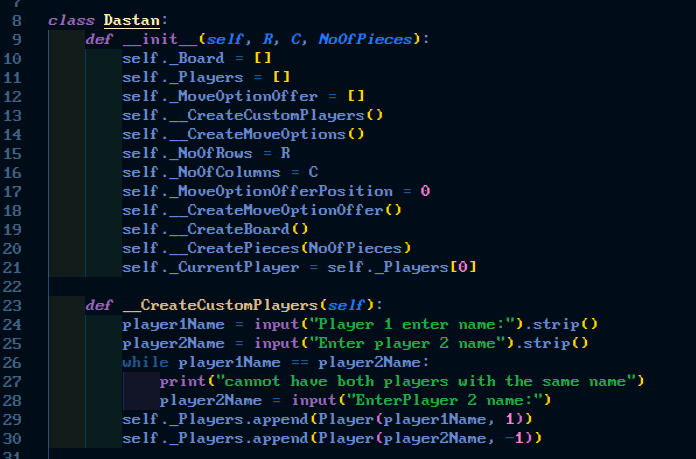 7
8 class Dastan:
9     def __init__(self, R, C, NoOfPieces):
10         self._Board = []
11         self._Players = []
12         self._MoveOptionOffer = []
13         self.__CreateCustomPlayers()
14         self.__CreateMoveOptions()
15         self._NoOfRows = R
16         self._NoOfColumns = C
17         self._MoveOptionOfferPosition = 0
18         self.__CreateMoveOptionOffer()
19         self.__CreateBoard()
20         self.__CreatePieces(NoOfPieces)
21         self._CurrentPlayer = self._Players[0]
22
23     def __CreateCustomPlayers(self):
24         player1Name = input("Player 1 enter name:").strip()
25         player2Name = input("Enter player 2 name").strip()
26         while player1Name == player2Name:
27             print("cannot have both players with the same name")
28             player2Name = input("EnterPlayer 2 name:")
29         self._Players.append(Player(player1Name, 1))
30         self._Players.append(Player(player2Name, -1))
31